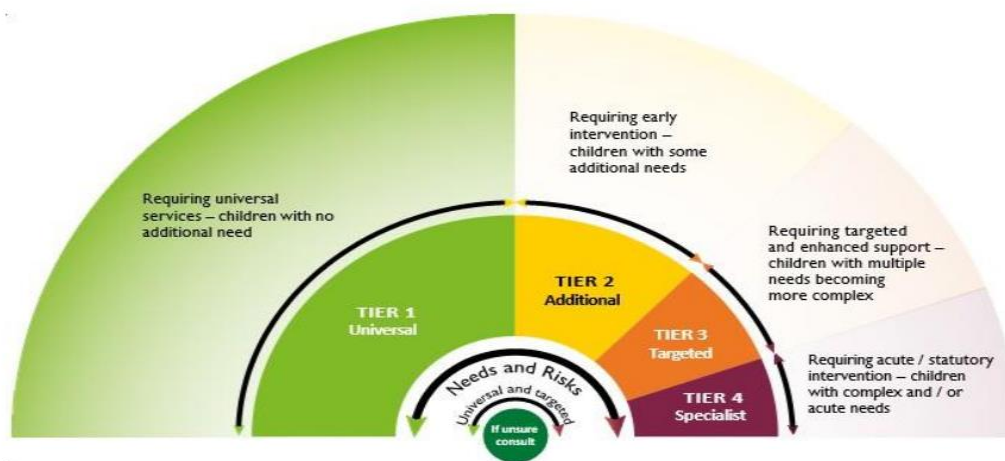 Requiring universal
services – children with no
additional need
Requiring early
intervention –
children with some
additional needs
Requiring targeted
and enhanced support –
children with multiple
needs becoming
more complex
Requiring acute / statutory
intervention – children
with complex and / or
acute needs
TIER 1
Universal
TIER 2
Additional
TIER 3
Targeted
TIER 4
Specialist
Needs and Risks
Universal and targeted
If unsure
consult